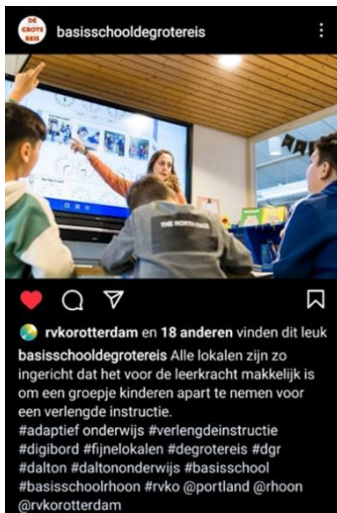 DE
GROTE
REIS
basisschooldegrotereis
THE NORTH FACE
rvkorotterdam en 18 anderen vinden dit leuk
basisschooldegrotereis Alle lokalen zijn zo
ingericht dat het voor de leerkracht makkelijk is
om een groepje kinderen apart te nemen voor
een verlengde instructie.
#adaptief onderwijs #verlengdeinstructie
#digibord #fijnelokalen #degrotereis #dgr
#dalton #daltononderwijs #basisschool
#basisschoolrhoon #rvko @portland @rhoon
@rvkorotterdam